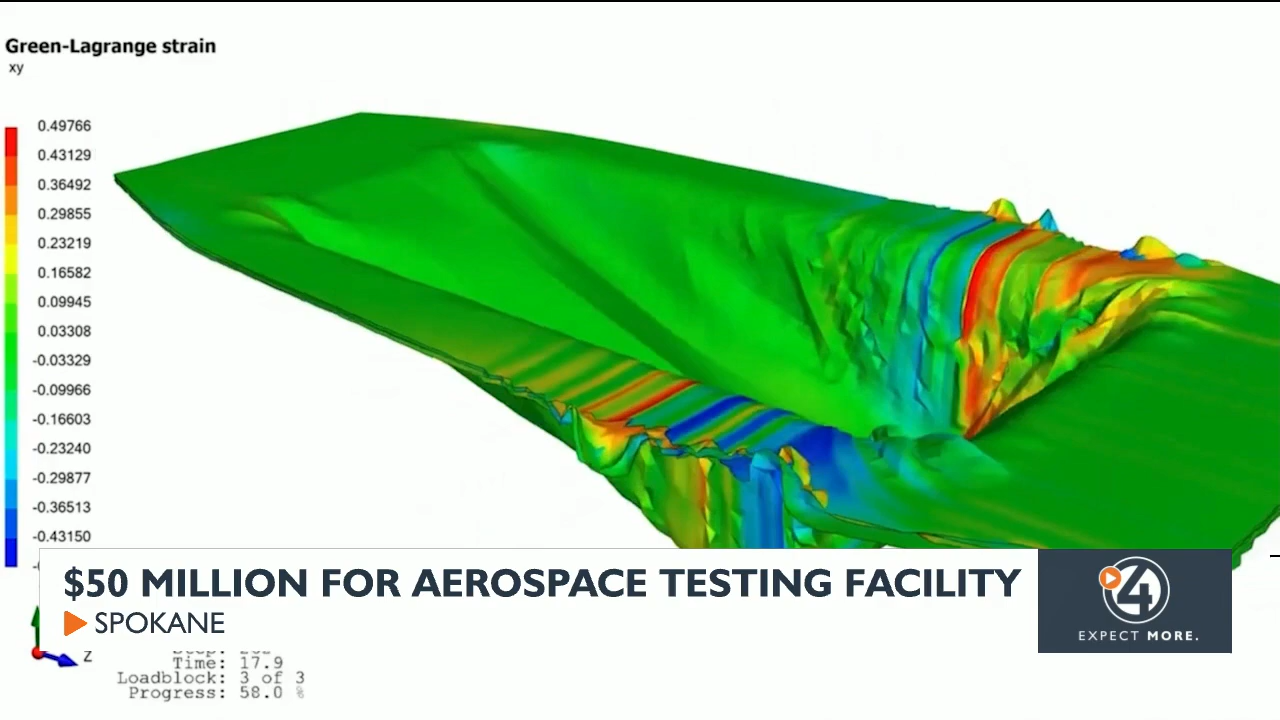 Green-Lagrange strain
xy
0.49766
0.43129
0.36492
0.29855
0.23219
0.16582
0.09945
0.03308
-0.03329
-0.09966
-0.16603
-0.23240
-0.29877
-0.36513
-0.43150
$50 MILLION FOR AEROSPACE TESTING FACILITY
SPOKANE
4
EXPECT MORE.
Z
Time: 17.9
Loadblock: 3 of 3
Progress: 58.0 %